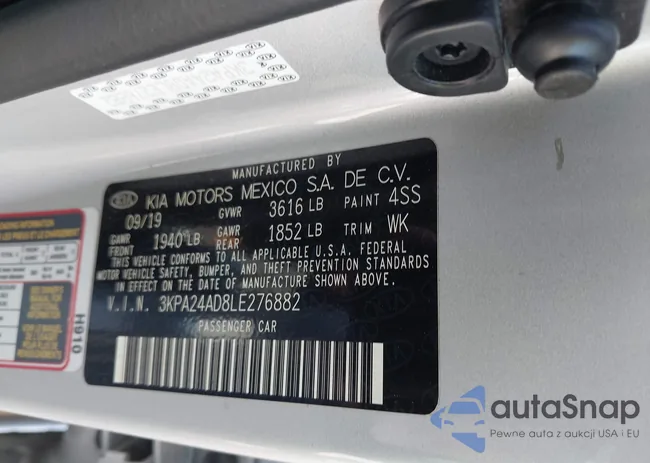 MANUFACTURED BY
KIA KIA MOTORS MEXICO S.A. DE C.V.
09/19 GVWR 3616 LB PAINT 4SS
GAWR FRONT 1940 LB GAWR REAR 1852 LB TRIM WK
THIS VEHICLE CONFORMS TO ALL APPLICABLE U.S.A. FEDERAL
MOTOR VEHICLE SAFETY, BUMPER, AND THEFT PREVENTION STANDARDS
IN EFFECT ON THE DATE OF MANUFACTURE SHOWN ABOVE.
V.I.N. 3KPA24AD8LE276882
PASSENGER CAR
H910
autaSnap
Pewne auta z aukcji USA i EU